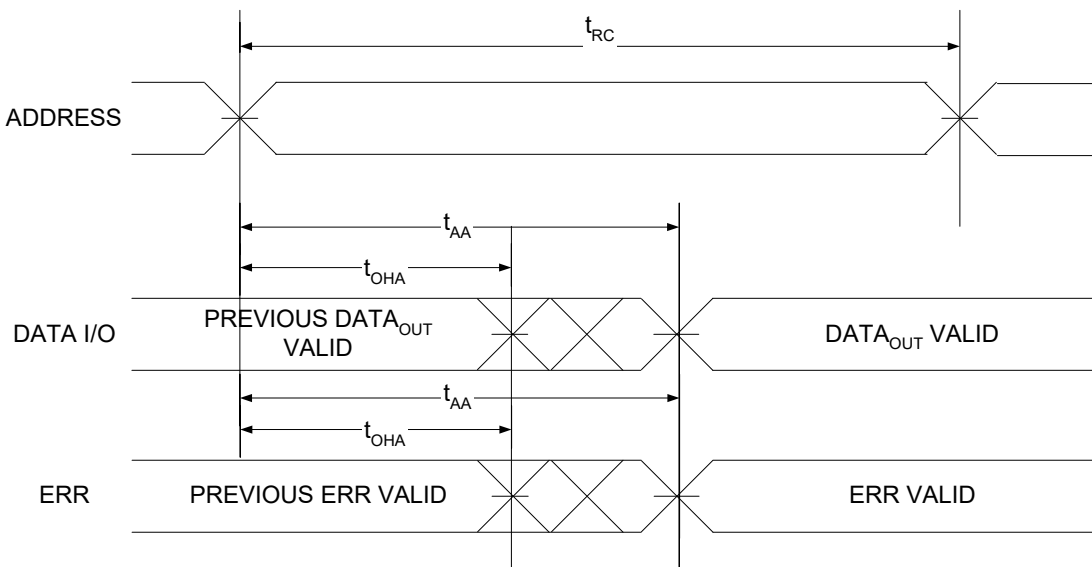 tRC
ADDRESS
tAA
tOHA
DATA I/O
PREVIOUS DATAOUT
VALID
DATAOUT VALID
tAA
tOHA
ERR
PREVIOUS ERR VALID
ERR VALID